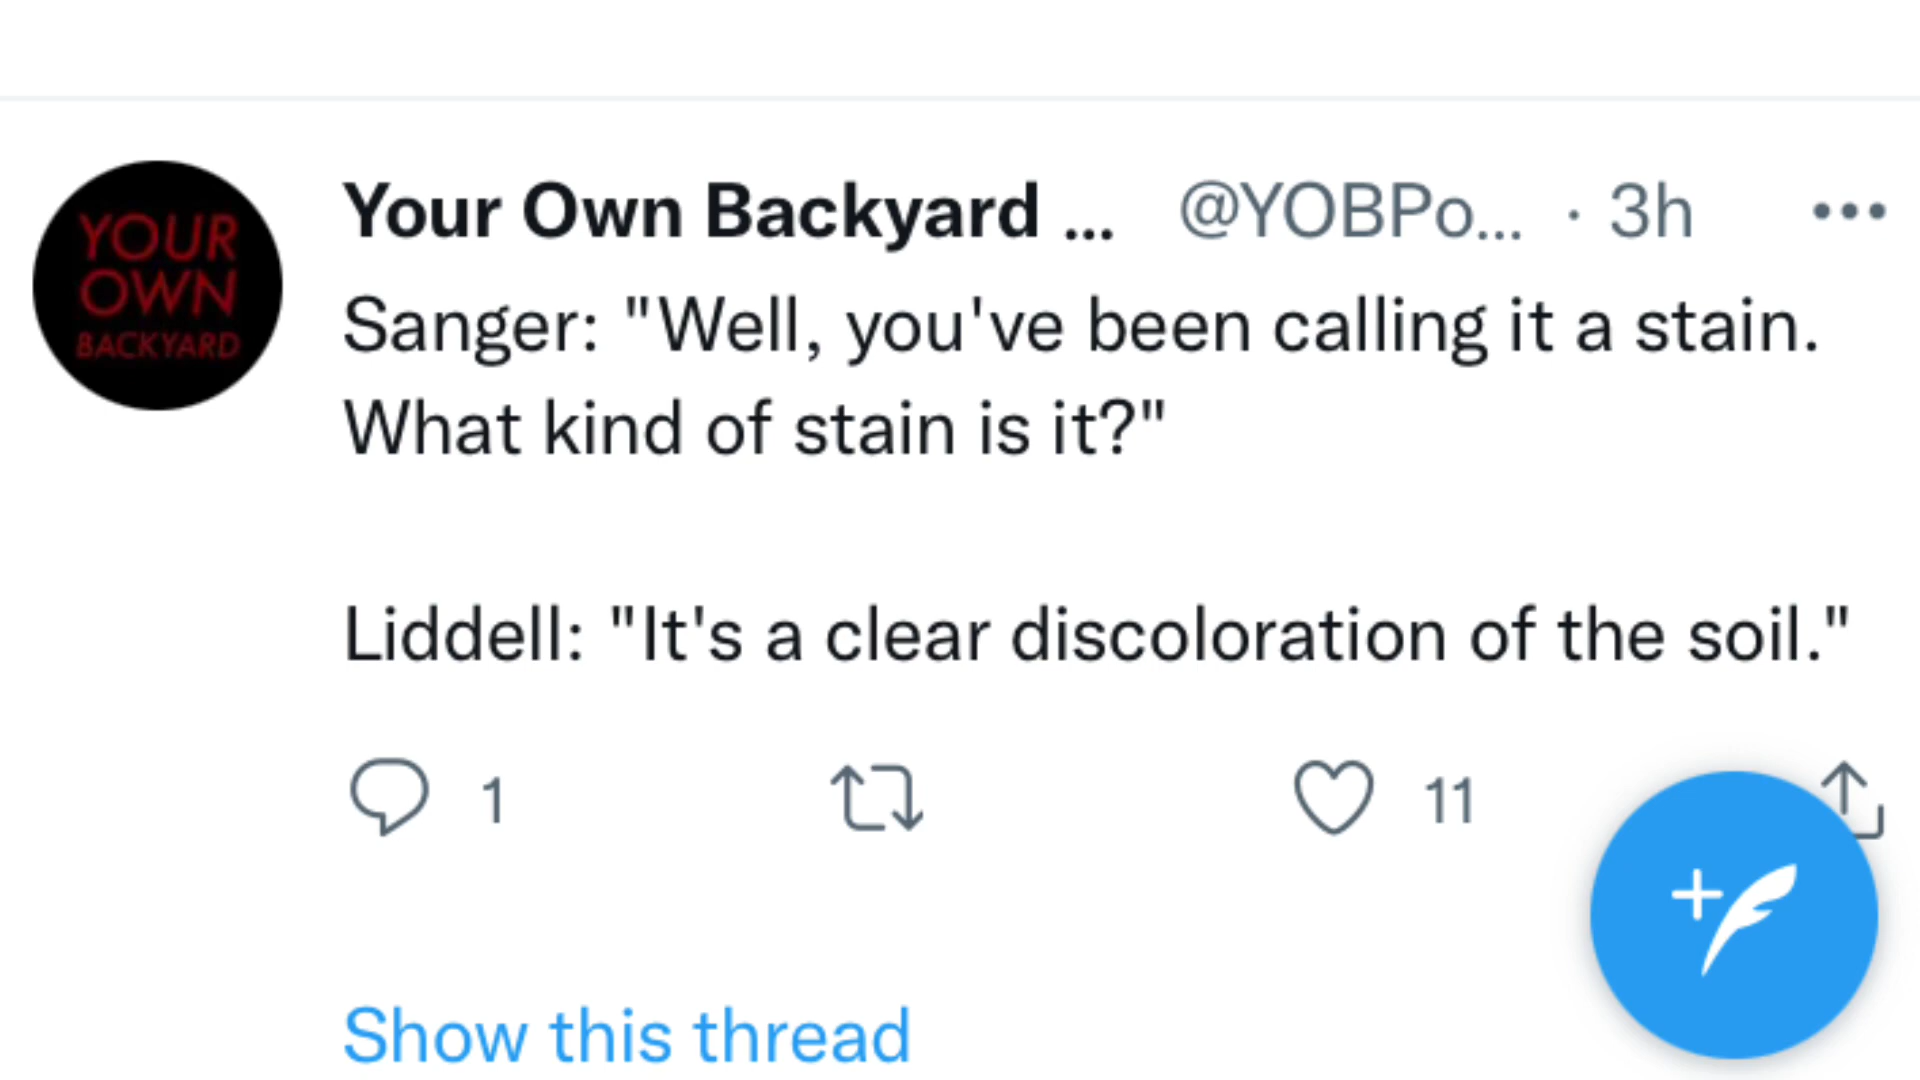 YOUR
OWN
BACKYARD
Your Own Backyard ... @YOBPo... · 3h
Sanger: "Well, you've been calling it a stain.
What kind of stain is it?"
Liddell: "It's a clear discoloration of the soil."
1 11
Show this thread